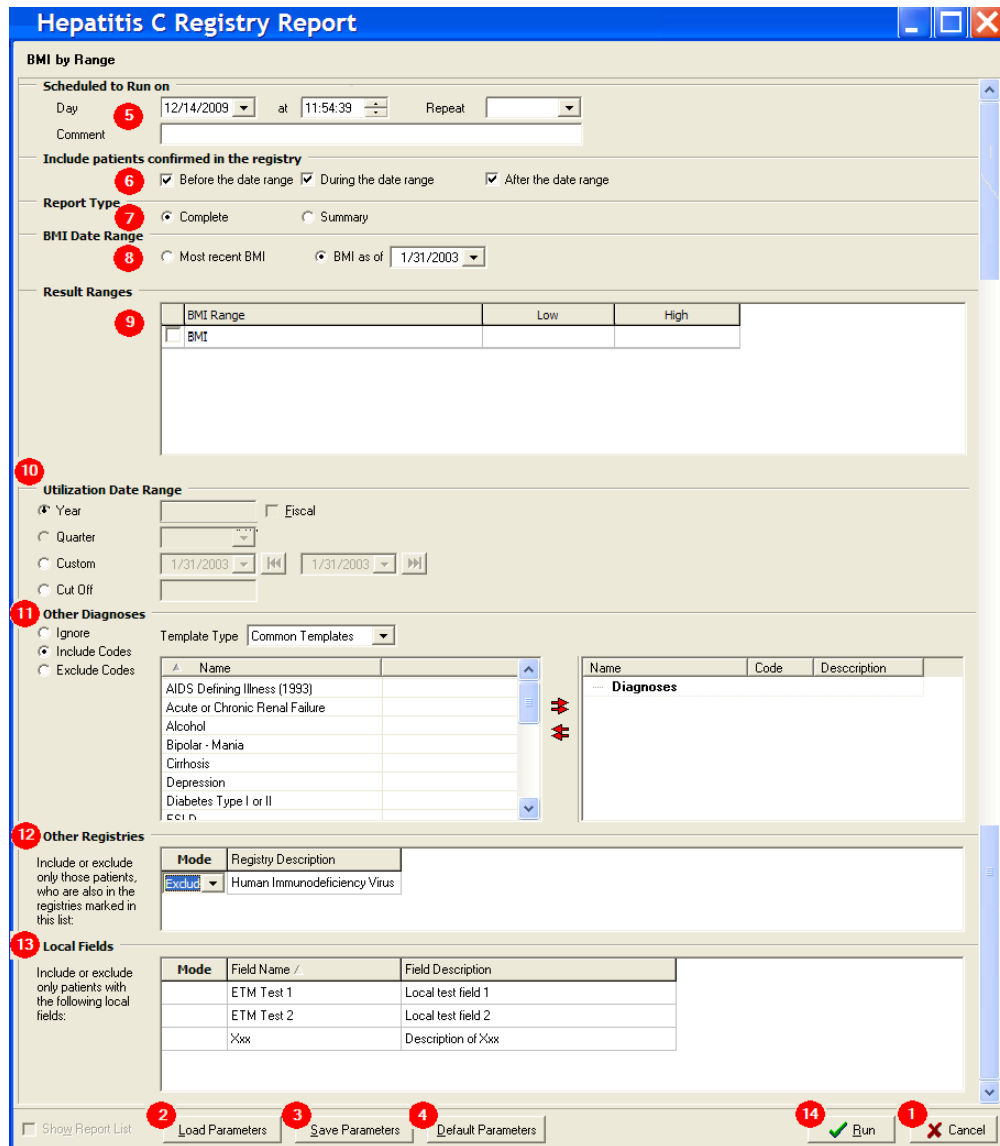 Hepatitis C Registry Report
BMI by Range
Scheduled to Run on
5
Day 12/14/2009 at 11:54:39 Repeat
Comment
Include patients confirmed in the registry
6
Before the date range During the date range After the date range
Report Type
7
Complete Summary
BMI Date Range
8
Most recent BMI BMI as of 1/31/2003
Result Ranges
9
BMI Range Low High
BMI
10
Utilization Date Range
Year Fiscal
Quarter
Custom 1/31/2003 1/31/2003
Cut Off
11 Other Diagnoses
Ignore Template Type Common Templates
Include Codes
Exclude Codes
Name
AIDS Defining Illness (1993)
Acute or Chronic Renal Failure
Alcohol
Bipolar - Mania
Cirrhosis
Depression
Diabetes Type I or II
ESLD
Name Code Desccription
Diagnoses
12 Other Registries
Include or exclude
only those patients,
who are also in the
registries marked in
this list:
Mode Registry Description
Exclud Human Immunodeficiency Virus
13 Local Fields
Include or exclude
only patients with
the following local
fields:
Mode Field Name Field Description
ETM Test 1 Local test field 1
ETM Test 2 Local test field 2
Xxx Description of Xxx
2 3 4 14 1
Show Report List Load Parameters Save Parameters Default Parameters Run Cancel